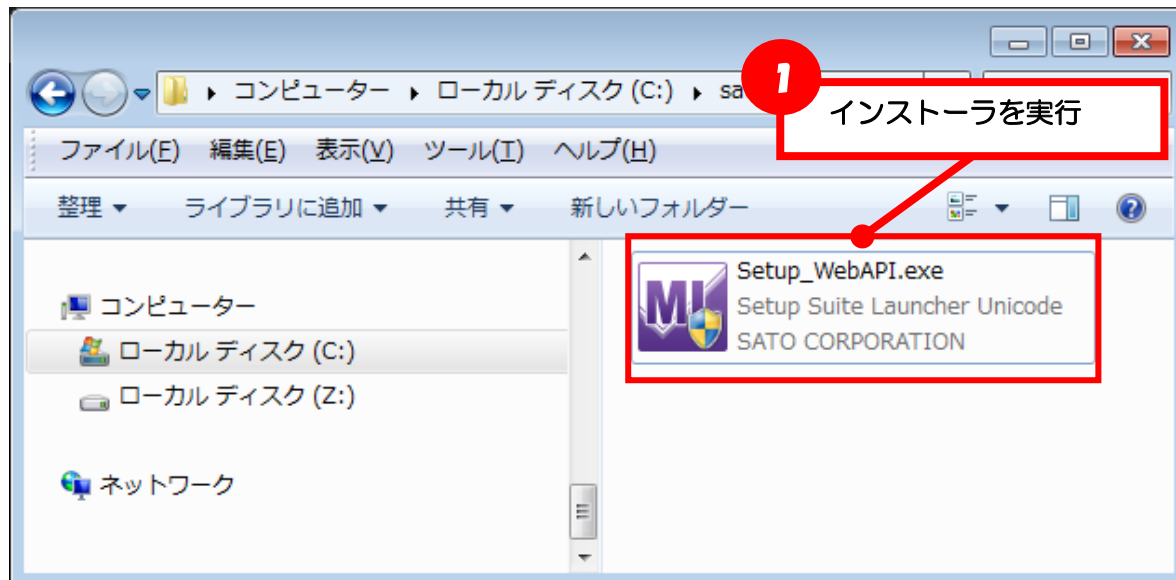 コンピューター ▸ ローカル ディスク (C:) ▸ sa
1
インストーラを実行
ファイル(F) 編集(E) 表示(V) ツール(T) ヘルプ(H)
整理 ▼ ライブラリに追加 ▼ 共有 ▼ 新しいフォルダー
コンピューター
ローカル ディスク (C:)
ローカル ディスク (Z:)
ネットワーク
Setup_WebAPI.exe
Setup Suite Launcher Unicode
SATO CORPORATION